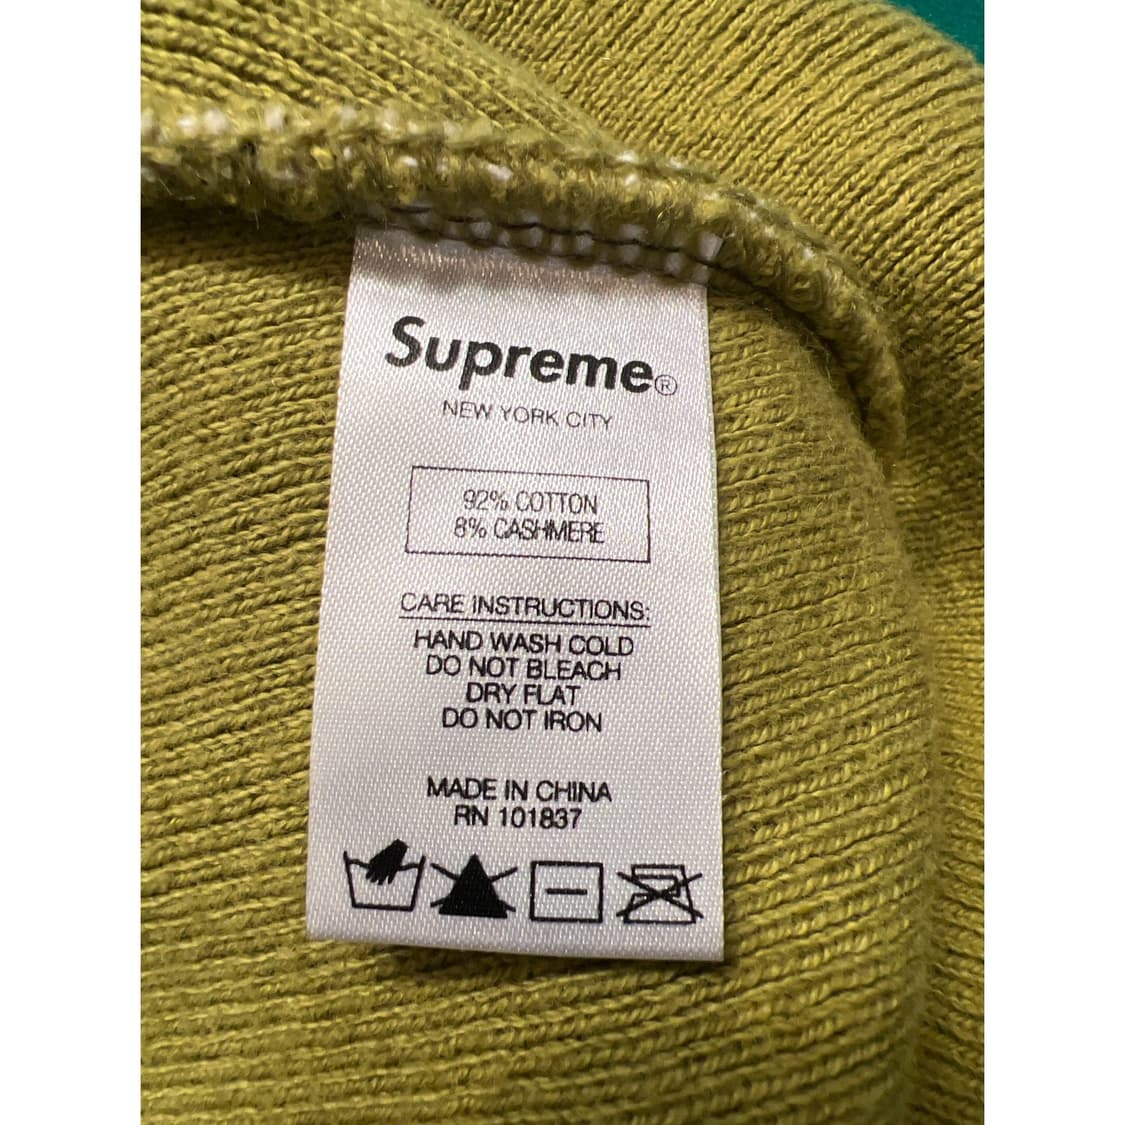 Supreme®
NEW YORK CITY
92% COTTON
8% CASHMERE
CARE INSTRUCTIONS:
HAND WASH COLD
DO NOT BLEACH
DRY FLAT
DO NOT IRON
MADE IN CHINA
RN 101837